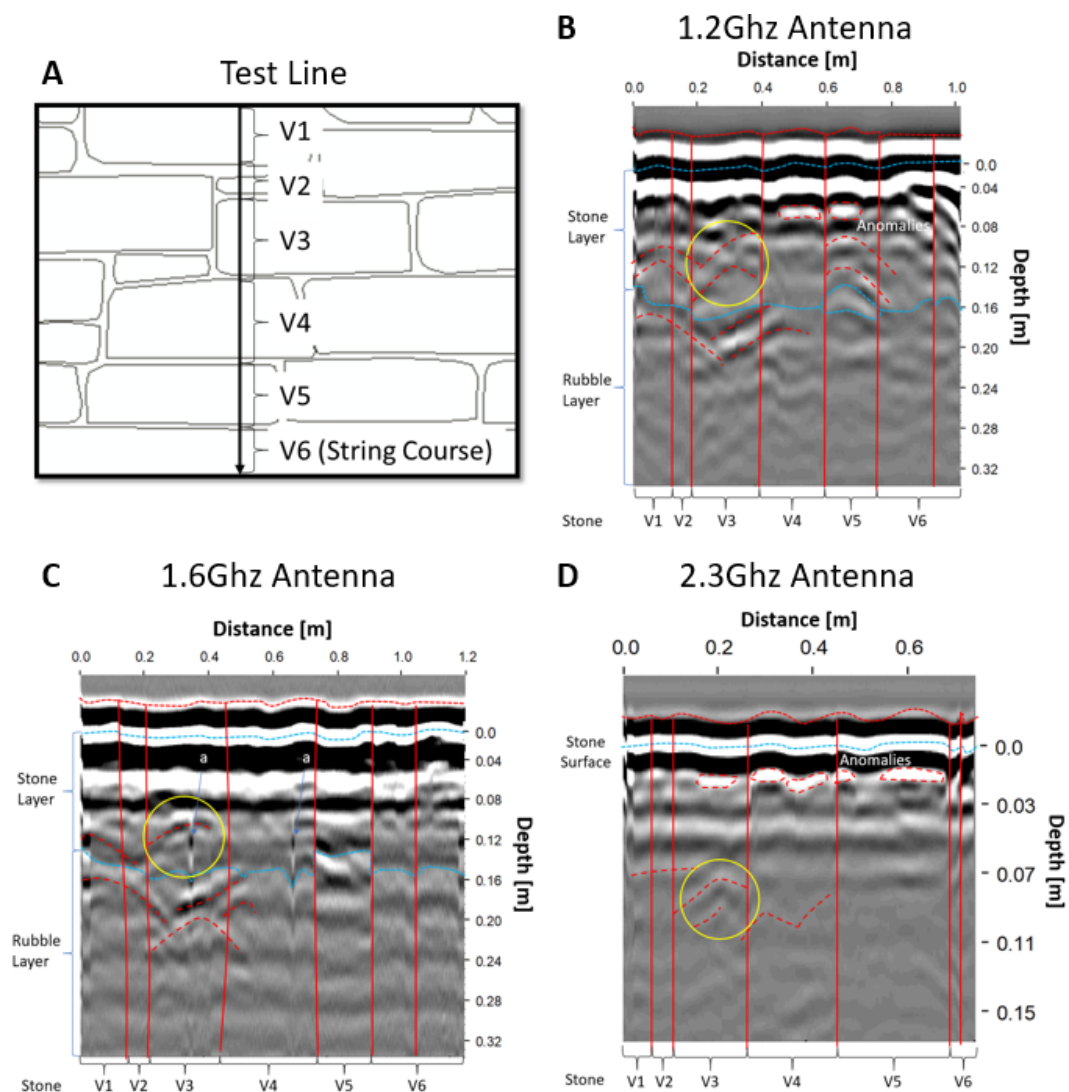 A
Test Line
V1
V2
V3
V4
V5
V6 (String Course)
B
1.2Ghz Antenna
Distance [m]
0.0 0.2 0.4 0.6 0.8 1.0
Stone
Layer
Rubble
Layer
Anomalies
0.0
0.04
0.08
0.12
0.16
0.20
0.24
0.28
0.32
Depth [m]
Stone V1 V2 V3 V4 V5 V6
C
1.6Ghz Antenna
Distance [m]
0.0 0.2 0.4 0.6 0.8 1.0 1.2
Stone
Layer
Rubble
Layer
a a
0.0
0.04
0.08
0.12
0.16
0.20
0.24
0.28
0.32
Depth [m]
Stone V1 V2 V3 V4 V5 V6
D
2.3Ghz Antenna
Distance [m]
0.0 0.2 0.4 0.6
Stone
Surface
Anomalies
0.0
0.03
0.07
0.11
0.15
Depth [m]
Stone V1 V2 V3 V4 V5 V6